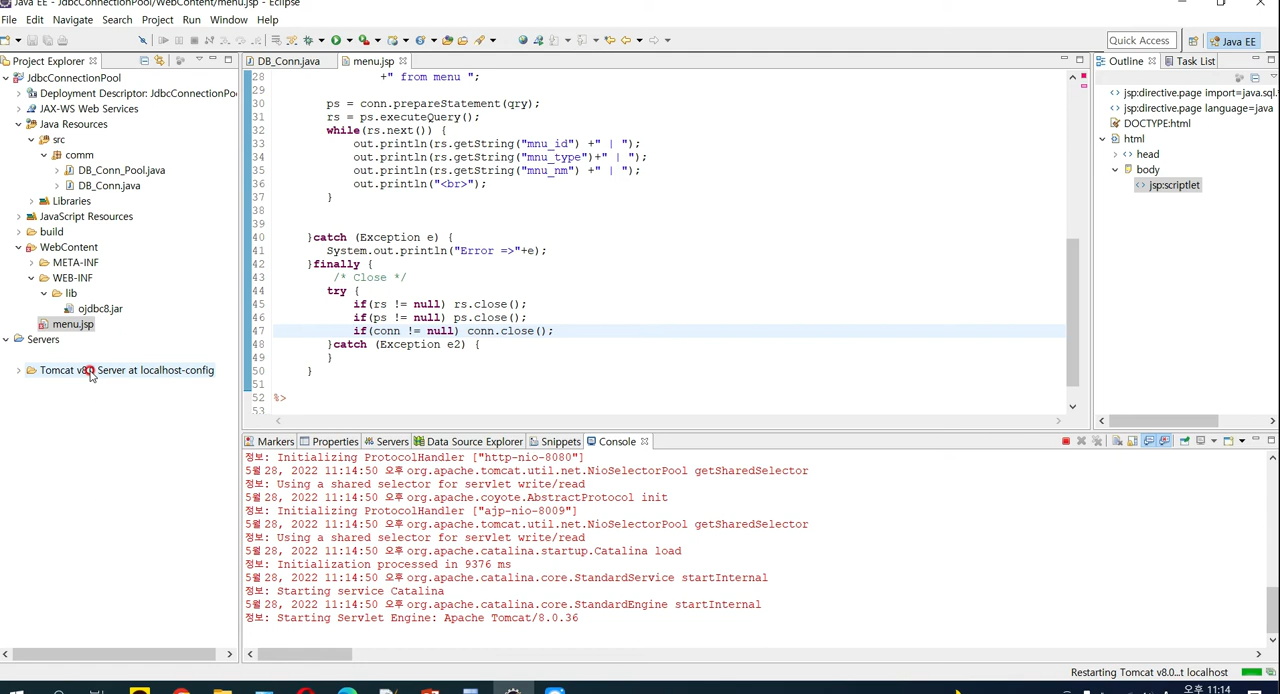 Java EE - JdbcConnectionPool/WebContent/menu.jsp - Eclipse
File Edit Navigate Search Project Run Window Help
Quick Access
Java EE
Project Explorer
JdbcConnectionPool
Deployment Descriptor: JdbcConnectionPo
JAX-WS Web Services
Java Resources
src
comm
DB_Conn_Pool.java
DB_Conn.java
Libraries
JavaScript Resources
build
WebContent
META-INF
WEB-INF
lib
ojdbc8.jar
menu.jsp
Servers
Tomcat v8.0 Server at localhost-config
DB_Conn.java menu.jsp
28 +" from menu ";
29
30 ps = conn.prepareStatement(qry);
31 rs = ps.executeQuery();
32 while(rs.next()) {
33 out.println(rs.getString("mnu_id") +" | ");
34 out.println(rs.getString("mnu_type")+" | ");
35 out.println(rs.getString("mnu_nm") +" | ");
36 out.println("<br>");
37 }
38
39
40 }catch (Exception e) {
41 System.out.println("Error =>"+e);
42 }finally {
43 /* Close */
44 try {
45 if(rs != null) rs.close();
46 if(ps != null) ps.close();
47 if(conn != null) conn.close();
48 }catch (Exception e2) {
49 }
50 }
51
52 %>
53
Outline Task List
jsp:directive.page import=java.sql.*
jsp:directive.page language=java
DOCTYPE:html
html
head
body
jsp:scriptlet
Markers Properties Servers Data Source Explorer Snippets Console
정보: Initializing ProtocolHandler ["http-nio-8080"]
5월 28, 2022 11:14:50 오후 org.apache.tomcat.util.net.NioSelectorPool getSharedSelector
정보: Using a shared selector for servlet write/read
5월 28, 2022 11:14:50 오후 org.apache.coyote.AbstractProtocol init
정보: Initializing ProtocolHandler ["ajp-nio-8009"]
5월 28, 2022 11:14:50 오후 org.apache.tomcat.util.net.NioSelectorPool getSharedSelector
정보: Using a shared selector for servlet write/read
5월 28, 2022 11:14:50 오후 org.apache.catalina.startup.Catalina load
정보: Initialization processed in 9376 ms
5월 28, 2022 11:14:50 오후 org.apache.catalina.core.StandardService startInternal
정보: Starting service Catalina
5월 28, 2022 11:14:50 오후 org.apache.catalina.core.StandardEngine startInternal
정보: Starting Servlet Engine: Apache Tomcat/8.0.36
Restarting Tomcat v8.0...t localhost
오후 11:14